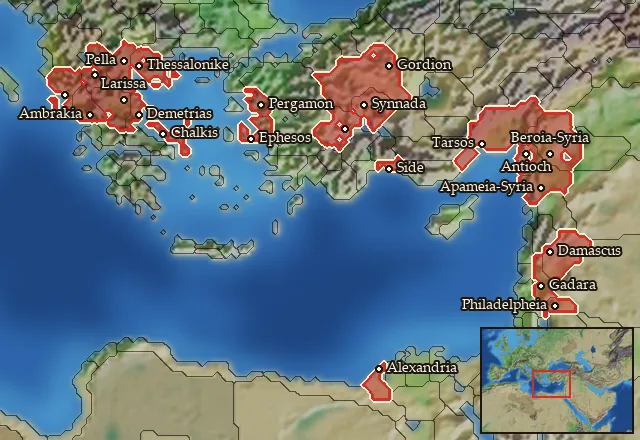 Pella
Thessalonike
Gordion
Larissa
Pergamon
Synnada
Ambrakia
Demetrias
Chalkis
Ephesos
Tarsos
Beroia-Syria
Side
Antioch
Apameia-Syria
Damascus
Gadara
Philadelpheia
Alexandria